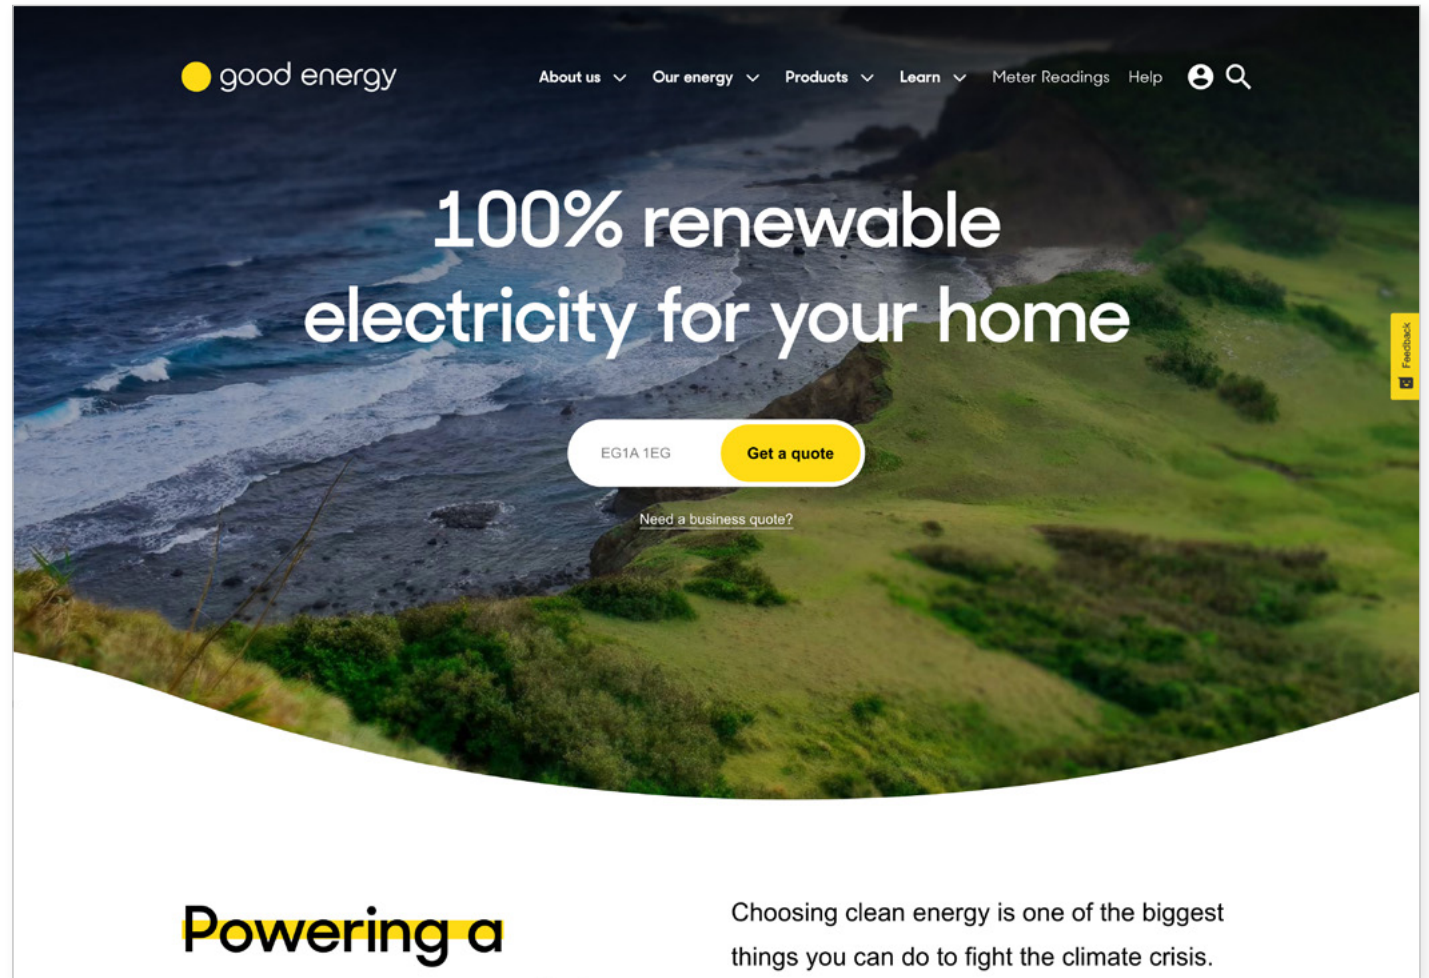 good energy
About us Our energy Products Learn Meter Readings Help
100% renewable
electricity for your home
Feedback
EG1A 1EG Get a quote
Need a business quote?
Powering a
Choosing clean energy is one of the biggest
things you can do to fight the climate crisis.